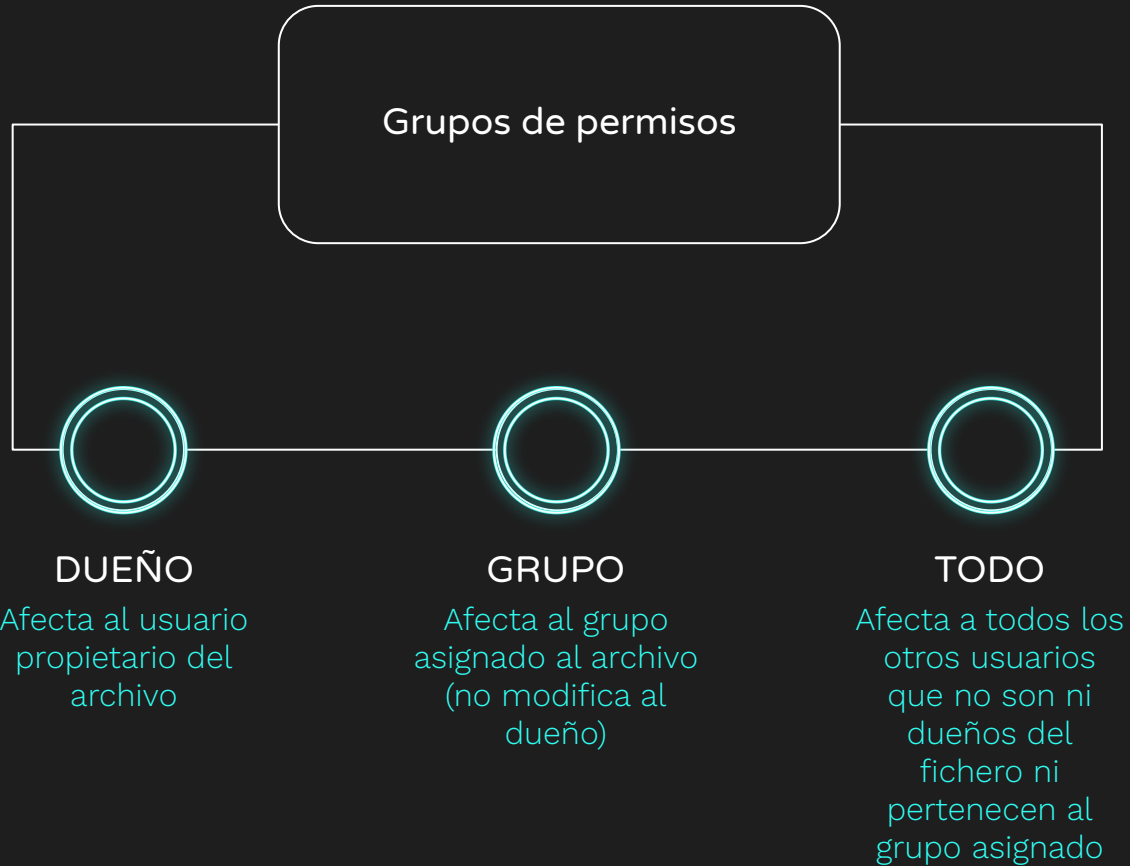 Grupos de permisos
DUEÑO
Afecta al usuario
propietario del
archivo
GRUPO
Afecta al grupo
asignado al archivo
(no modifica al
dueño)
TODO
Afecta a todos los
otros usuarios
que no son ni
dueños del
fichero ni
pertenecen al
grupo asignado